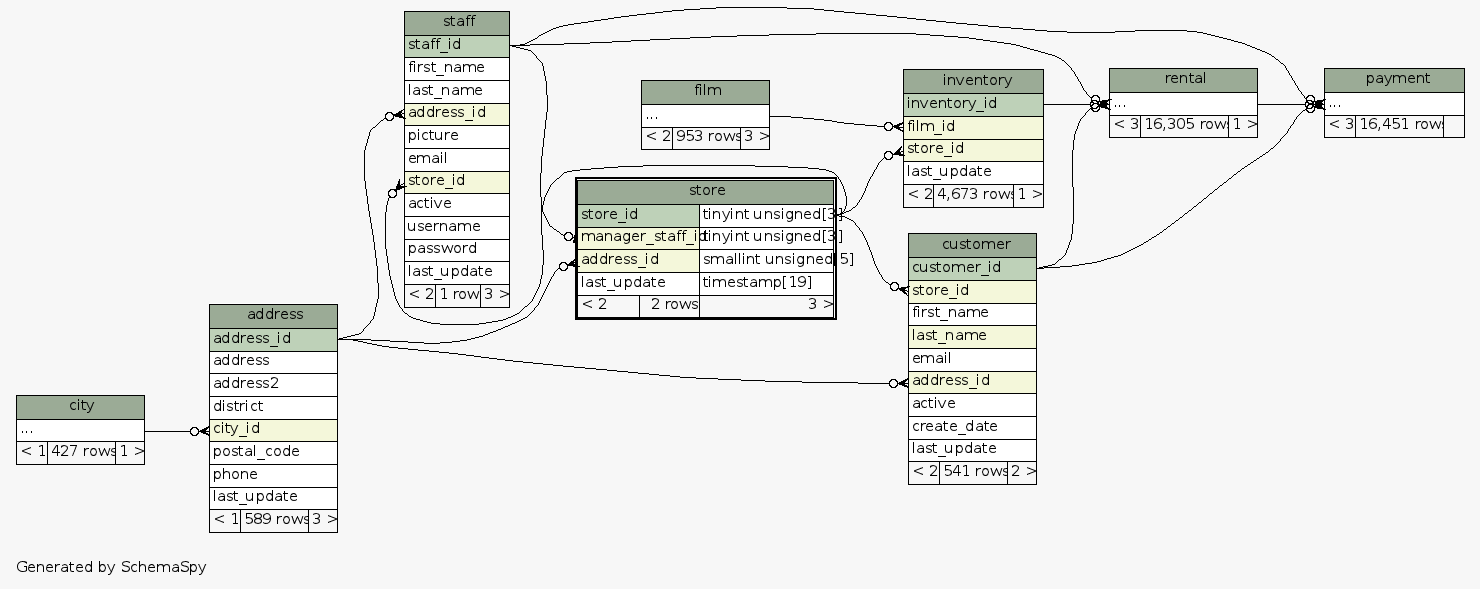 staff
staff_id
first_name
last_name
address_id
picture
email
store_id
active
username
password
last_update
< 2 1 row 3 >
film
...
< 2 953 rows 3 >
inventory
inventory_id
film_id
store_id
last_update
< 2 4,673 rows 1 >
rental
...
< 3 16,305 rows 1 >
payment
...
< 3 16,451 rows
store
store_id tinyint unsigned[3]
manager_staff_id tinyint unsigned[3]
address_id smallint unsigned[5]
last_update timestamp[19]
< 2 2 rows 3 >
customer
customer_id
store_id
first_name
last_name
email
address_id
active
create_date
last_update
< 2 541 rows 2 >
address
address_id
address
address2
district
city_id
postal_code
phone
last_update
< 1 589 rows 3 >
city
...
< 1 427 rows 1 >
Generated by SchemaSpy